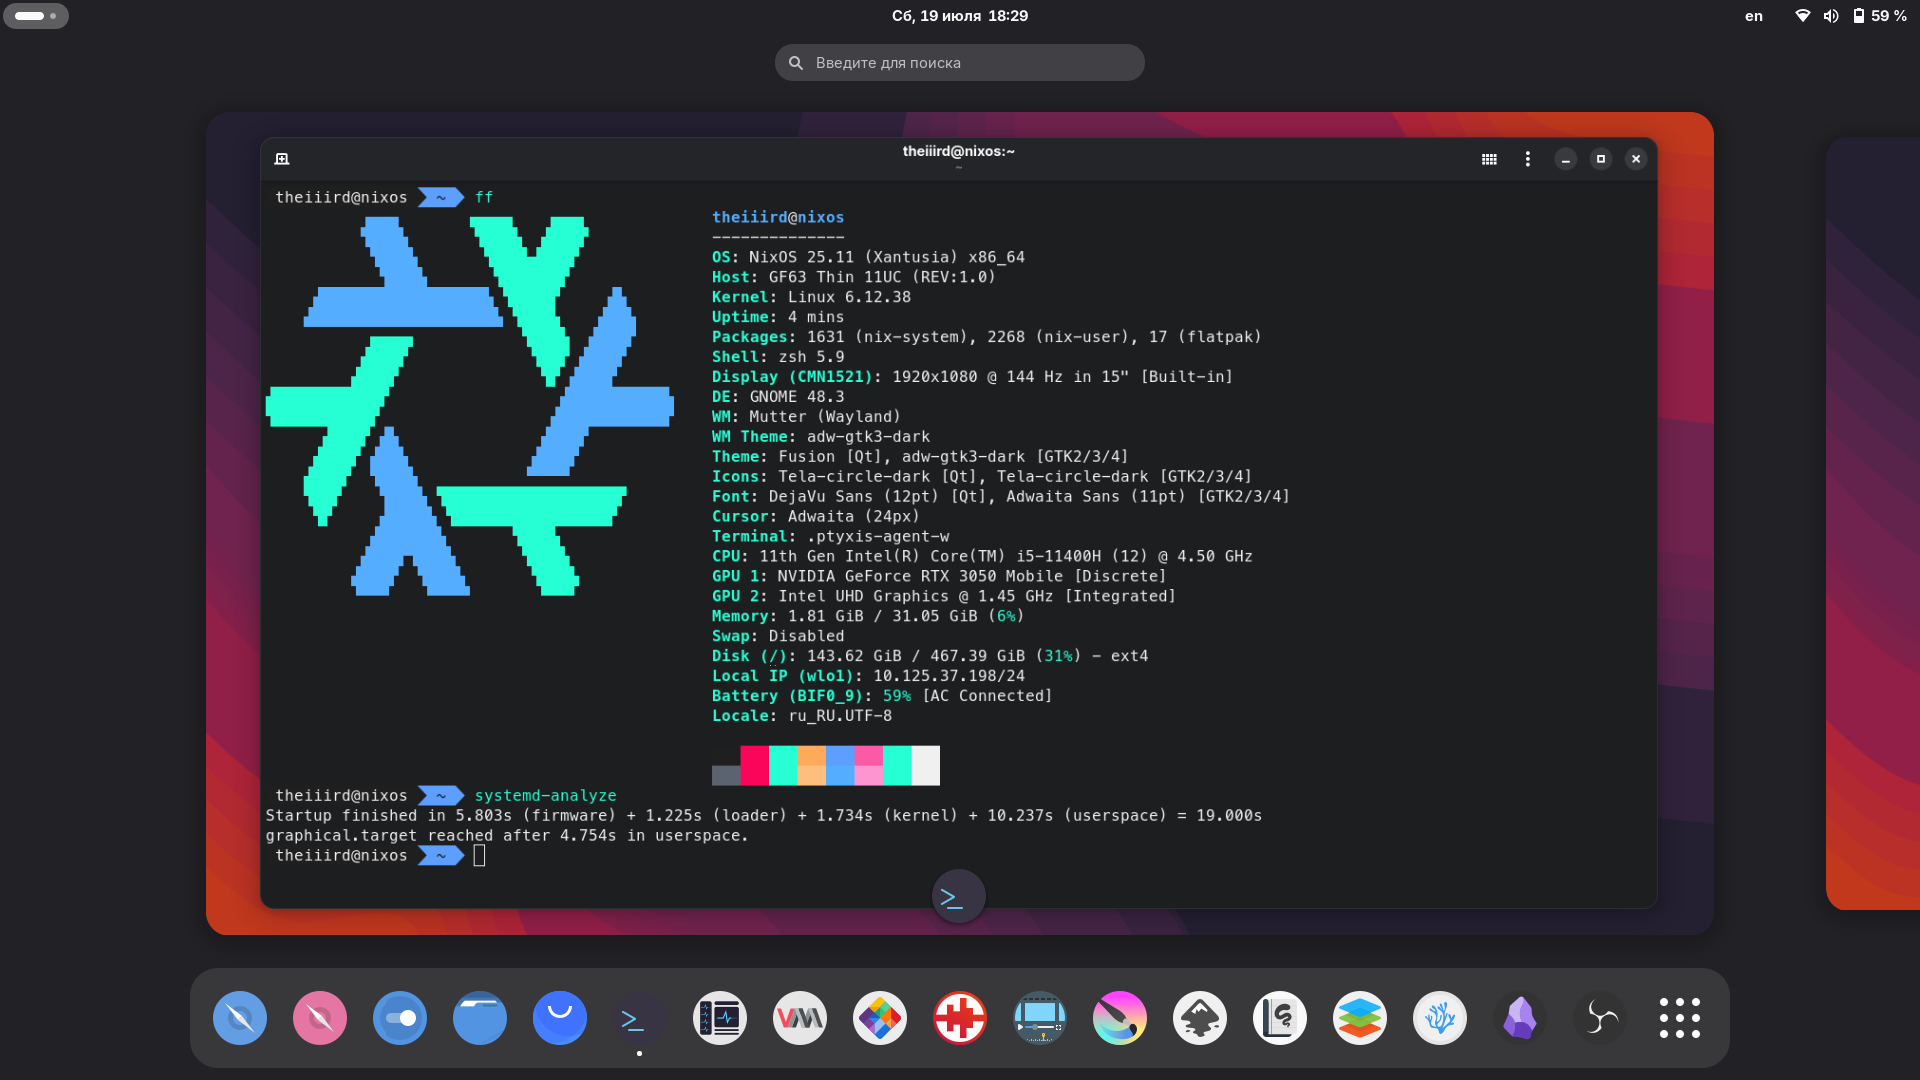 Сб, 19 июля 18:29
en
59 %
Введите для поиска
theiiird@nixos:~
~
theiiird@nixos ~ ff
theiiird@nixos
--------------
OS: NixOS 25.11 (Xantusia) x86_64
Host: GF63 Thin 11UC (REV:1.0)
Kernel: Linux 6.12.38
Uptime: 4 mins
Packages: 1631 (nix-system), 2268 (nix-user), 17 (flatpak)
Shell: zsh 5.9
Display (CMN1521): 1920x1080 @ 144 Hz in 15" [Built-in]
DE: GNOME 48.3
WM: Mutter (Wayland)
WM Theme: adw-gtk3-dark
Theme: Fusion [Qt], adw-gtk3-dark [GTK2/3/4]
Icons: Tela-circle-dark [Qt], Tela-circle-dark [GTK2/3/4]
Font: DejaVu Sans (12pt) [Qt], Adwaita Sans (11pt) [GTK2/3/4]
Cursor: Adwaita (24px)
Terminal: .ptyxis-agent-w
CPU: 11th Gen Intel(R) Core(TM) i5-11400H (12) @ 4.50 GHz
GPU 1: NVIDIA GeForce RTX 3050 Mobile [Discrete]
GPU 2: Intel UHD Graphics @ 1.45 GHz [Integrated]
Memory: 1.81 GiB / 31.05 GiB (6%)
Swap: Disabled
Disk (/): 143.62 GiB / 467.39 GiB (31%) - ext4
Local IP (wlo1): 10.125.37.198/24
Battery (BIF0_9): 59% [AC Connected]
Locale: ru_RU.UTF-8
theiiird@nixos ~ systemd-analyze
Startup finished in 5.803s (firmware) + 1.225s (loader) + 1.734s (kernel) + 10.237s (userspace) = 19.000s
graphical.target reached after 4.754s in userspace.
theiiird@nixos ~